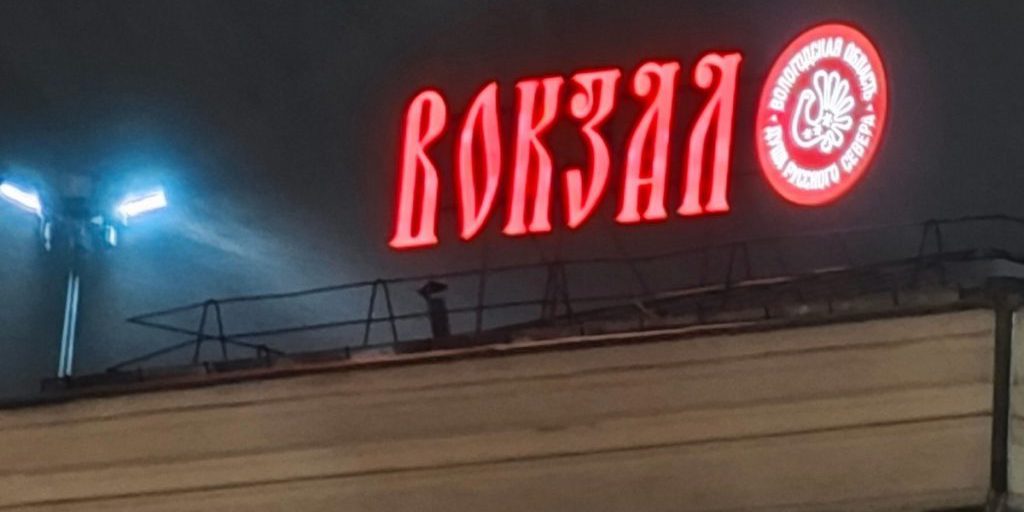 ВОКЗАЛ
ВОЛОГОДСКАЯ ОБЛАСТЬ
ДУША РУССКОГО СЕВЕРА